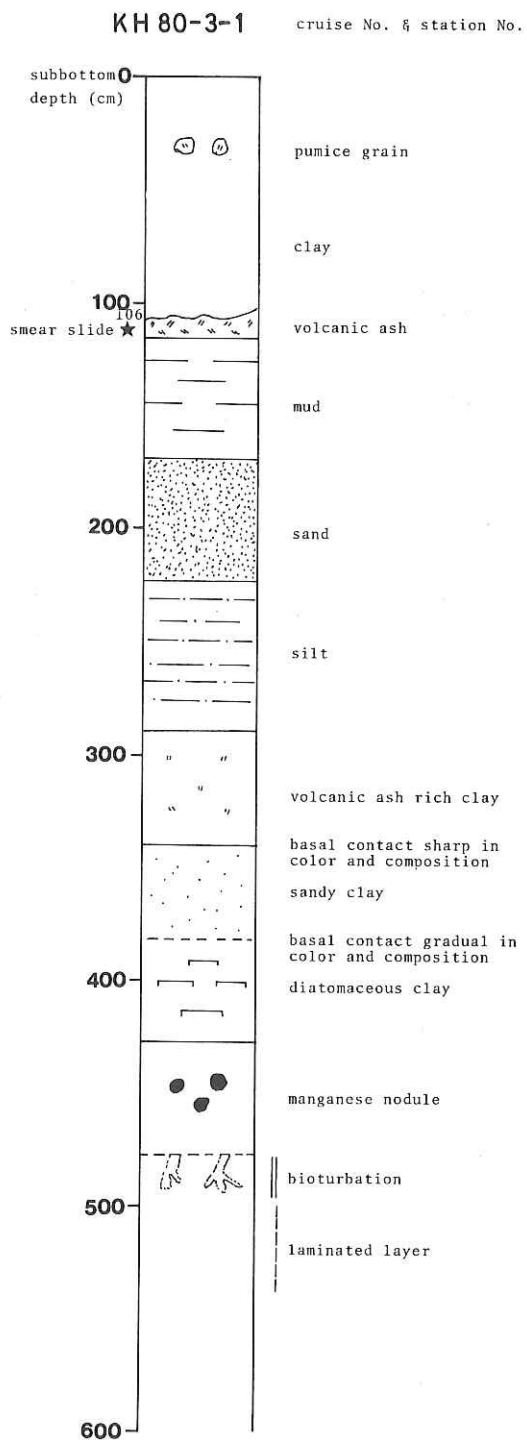 KH 80-3-1 cruise No. & station No.
subbottom 0
depth (cm)
pumice grain
clay
100
106
smear slide ★ volcanic ash
mud
200
sand
silt
300
volcanic ash rich clay
basal contact sharp in
color and composition
sandy clay
basal contact gradual in
color and composition
400
diatomaceous clay
manganese nodule
bioturbation
500
laminated layer
600